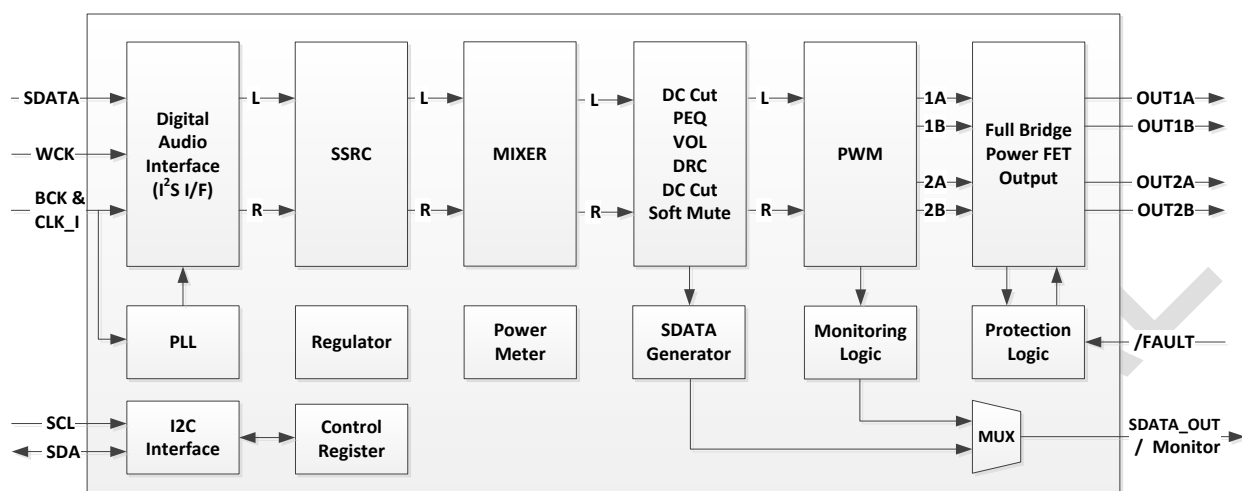 SDATA
WCK
BCK &
CLK_I
Digital
Audio
Interface
(I²S I/F)
L
R
SSRC
L
R
MIXER
L
R
DC Cut
PEQ
VOL
DRC
DC Cut
Soft Mute
L
R
PWM
1A
1B
2A
2B
Full Bridge
Power FET
Output
OUT1A
OUT1B
OUT2A
OUT2B
PLL
Regulator
Power
Meter
SDATA
Generator
Monitoring
Logic
Protection
Logic
/FAULT
SCL
SDA
I2C
Interface
Control
Register
MUX
SDATA_OUT
/ Monitor